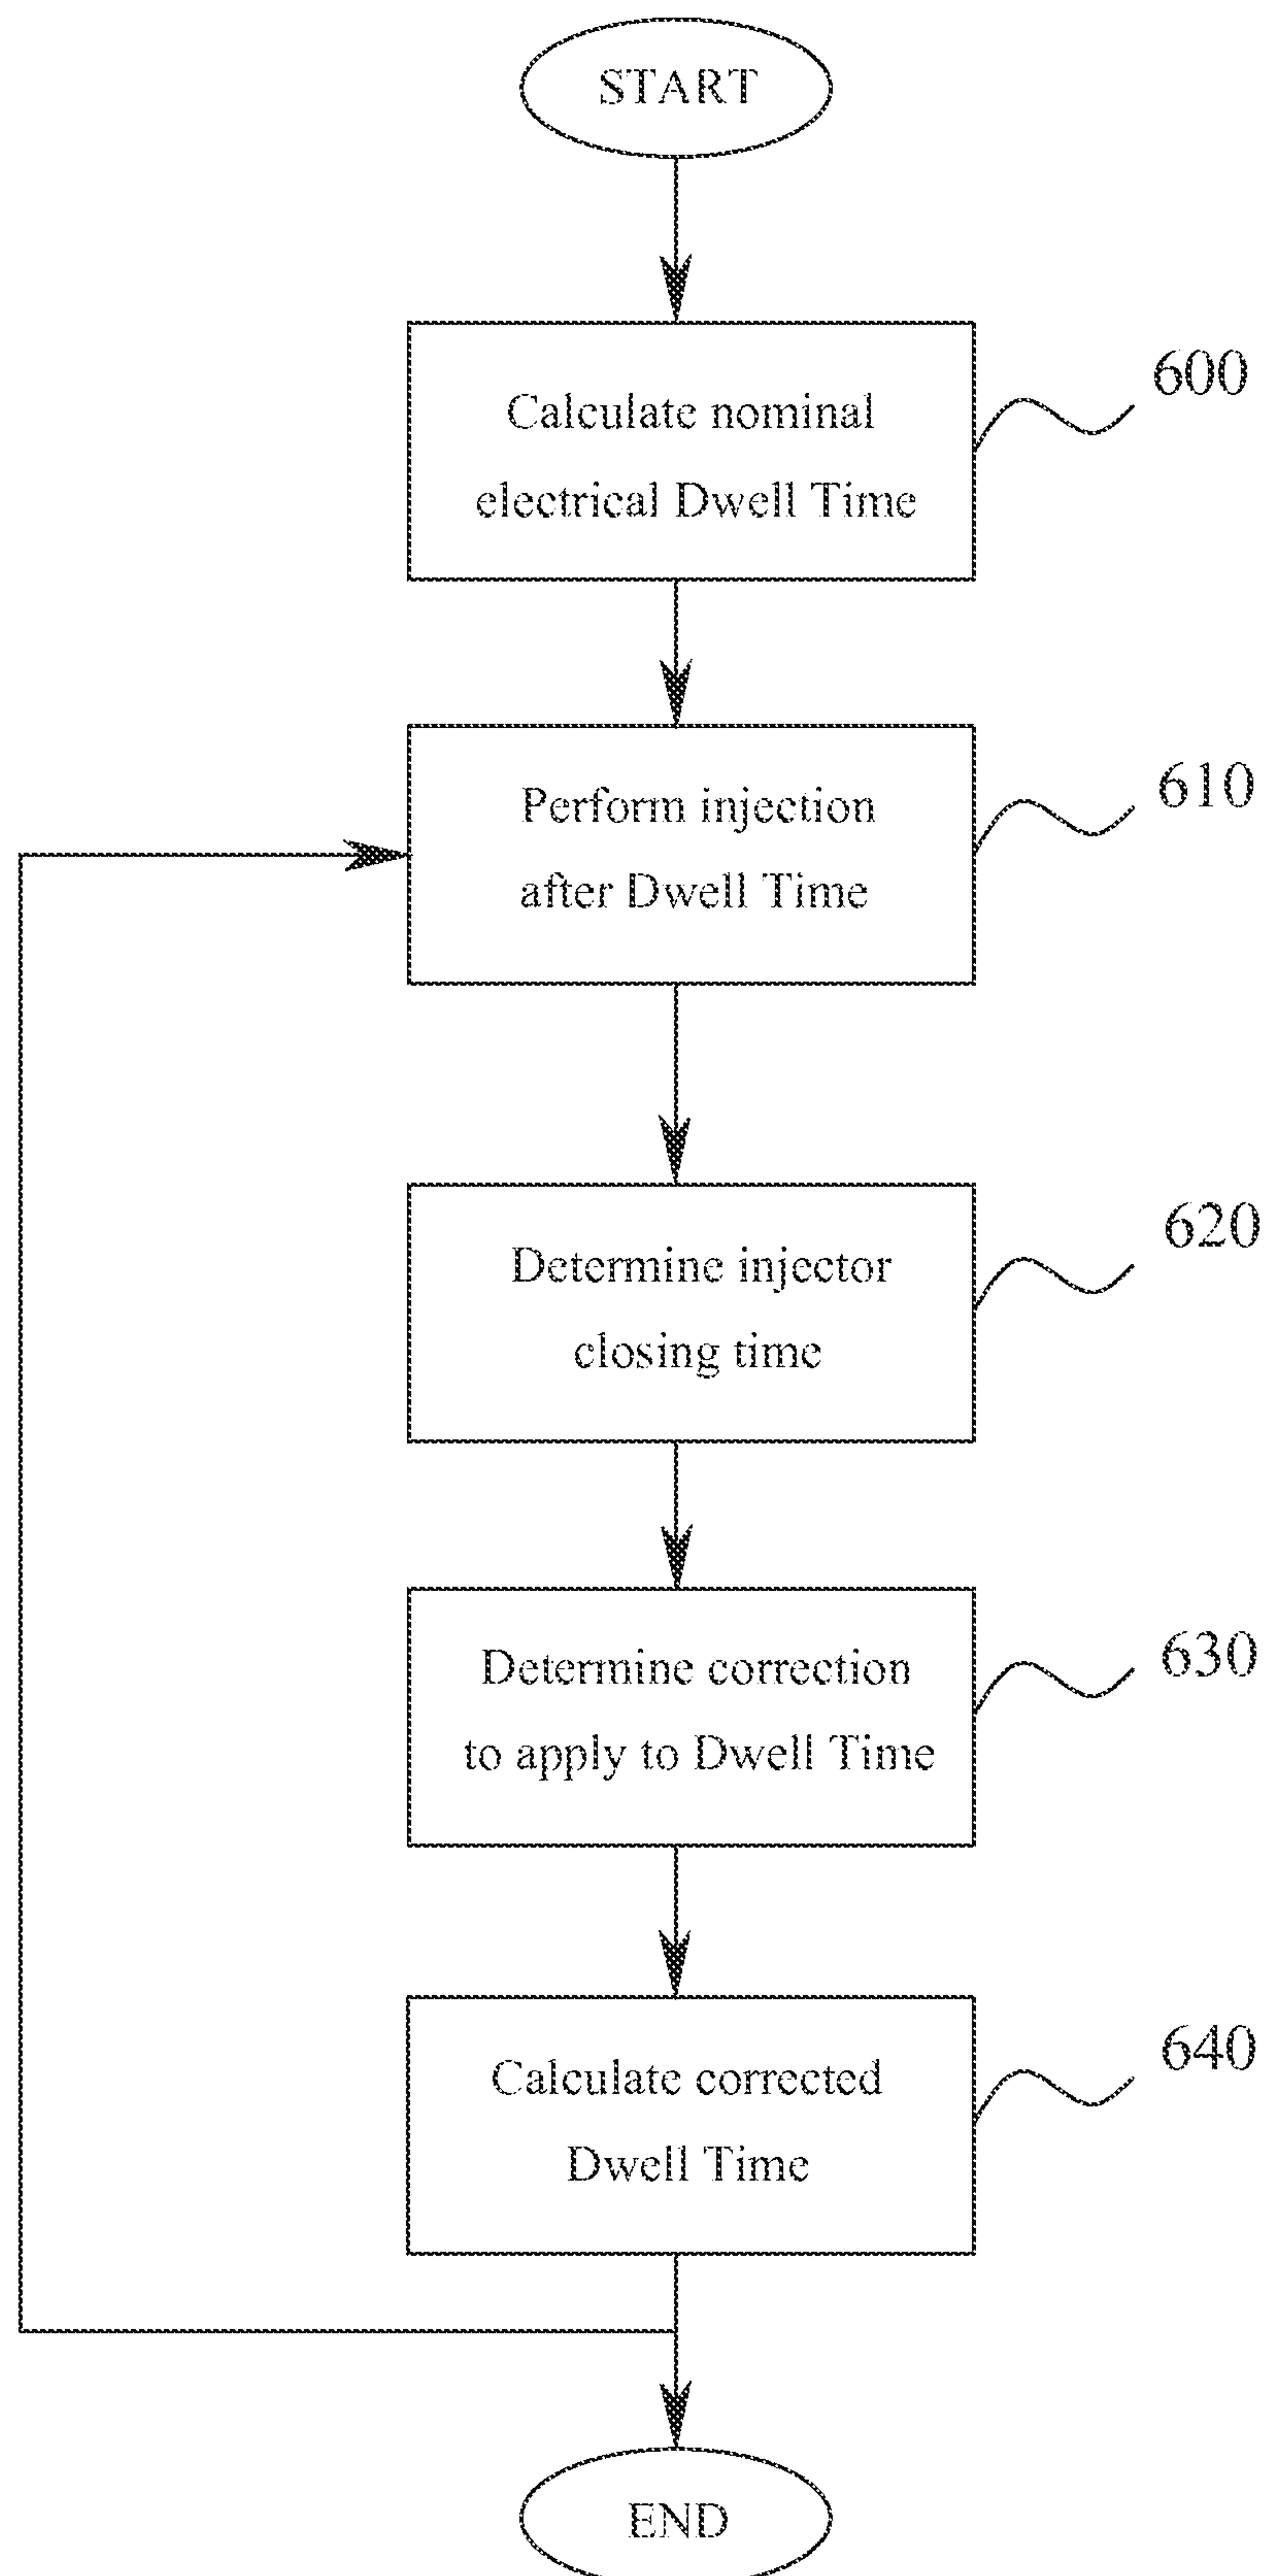 START
Calculate nominal
electrical Dwell Time
600
Perform injection
after Dwell Time
610
Determine injector
closing time
620
Determine correction
to apply to Dwell Time
630
Calculate corrected
Dwell Time
640
END